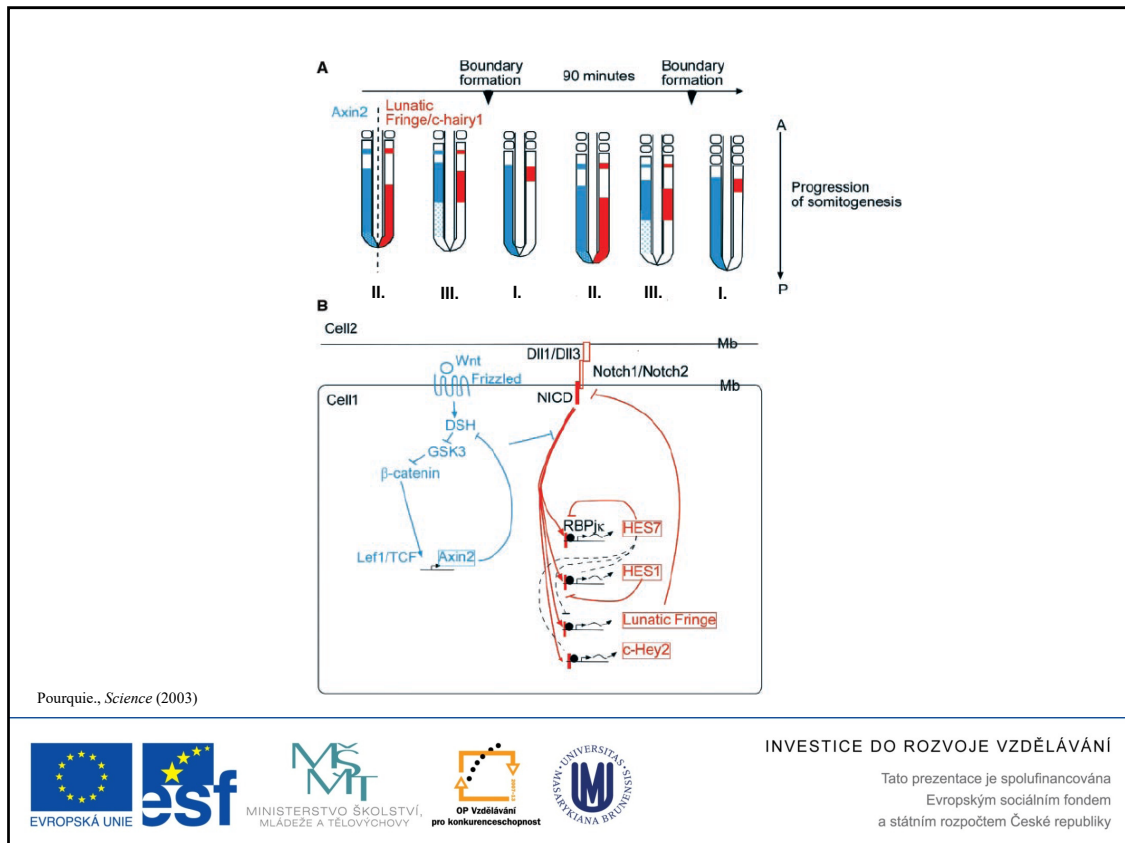 A
Boundary
formation
90 minutes
Boundary
formation
Axin2
Lunatic
Fringe/c-hairy1
A
Progression
of somitogenesis
P
II.
III.
I.
II.
III.
I.
B
Cell2
Mb
Dll1/Dll3
Wnt
Frizzled
Notch1/Notch2
Mb
Cell1
NICD
DSH
GSK3
β-catenin
RBPjκ
HES7
Lef1/TCF
Axin2
HES1
Lunatic Fringe
c-Hey2
Pourquie., Science (2003)
EVROPSKÁ UNIE
esf
MŠMT
MINISTERSTVO ŠKOLSTVÍ,
MLÁDEŽE A TĚLOVÝCHOVY
OP Vzdělávání
pro konkurenceschopnost
UNIVERSITAS
MASARYKIANA BRUNENSIS
INVESTICE DO ROZVOJE VZDĚLÁVÁNÍ
Tato prezentace je spolufinancována
Evropským sociálním fondem
a státním rozpočtem České republiky